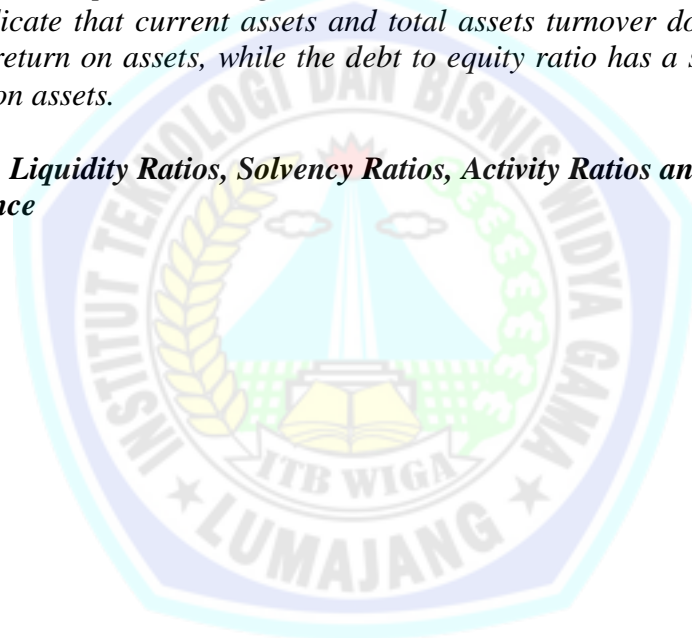 dicate that current assets and total assets turnover do
return on assets, while the debt to equity ratio has a s
on assets.
Liquidity Ratios, Solvency Ratios, Activity Ratios an
nce
INSTITUT TEKNOLOGI DAN BISNIS WIDYA GAMA
ITB WIGA
LUMAJANG